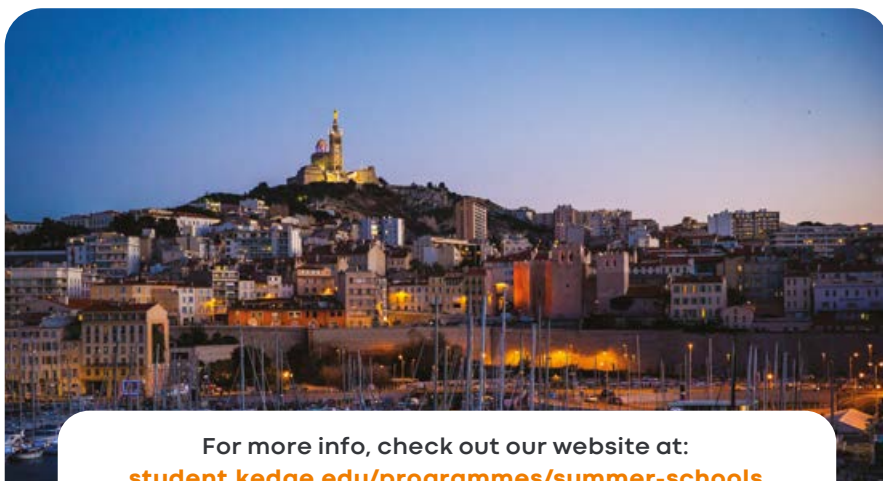 For more info, check out our website at:
student.kedge.edu/programmes/summer-schools